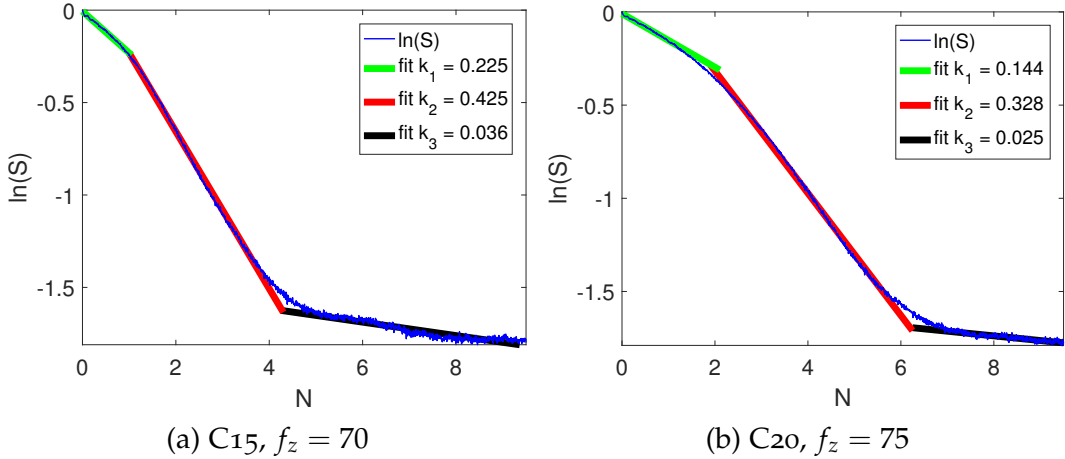 0
-0.5
-1
-1.5
ln(S)
0 2 4 6 8
N
ln(S)
fit k1 = 0.225
fit k2 = 0.425
fit k3 = 0.036
(a) C15, fz = 70
0
-0.5
-1
-1.5
ln(S)
0 2 4 6 8
N
ln(S)
fit k1 = 0.144
fit k2 = 0.328
fit k3 = 0.025
(b) C20, fz = 75